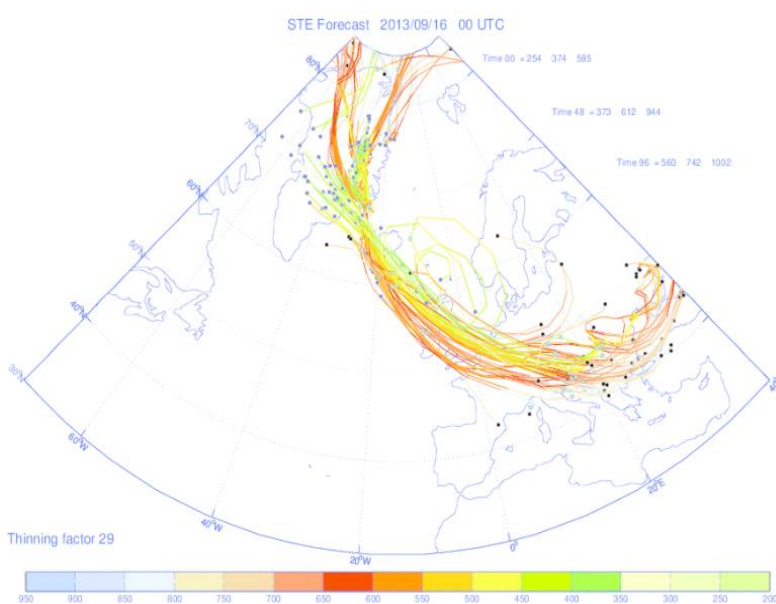 STE Forecast 2013/09/16 00 UTC
Time 00 = 254 374 585
Time 48 = 373 612 944
Time 96 = 560 742 1002
80°N
70°N
60°N
50°N
40°N
30°N
60°W
40°W
20°W
0°
20°E
Thinning factor 29
950 900 850 800 750 700 650 600 550 500 450 400 350 300 250 200